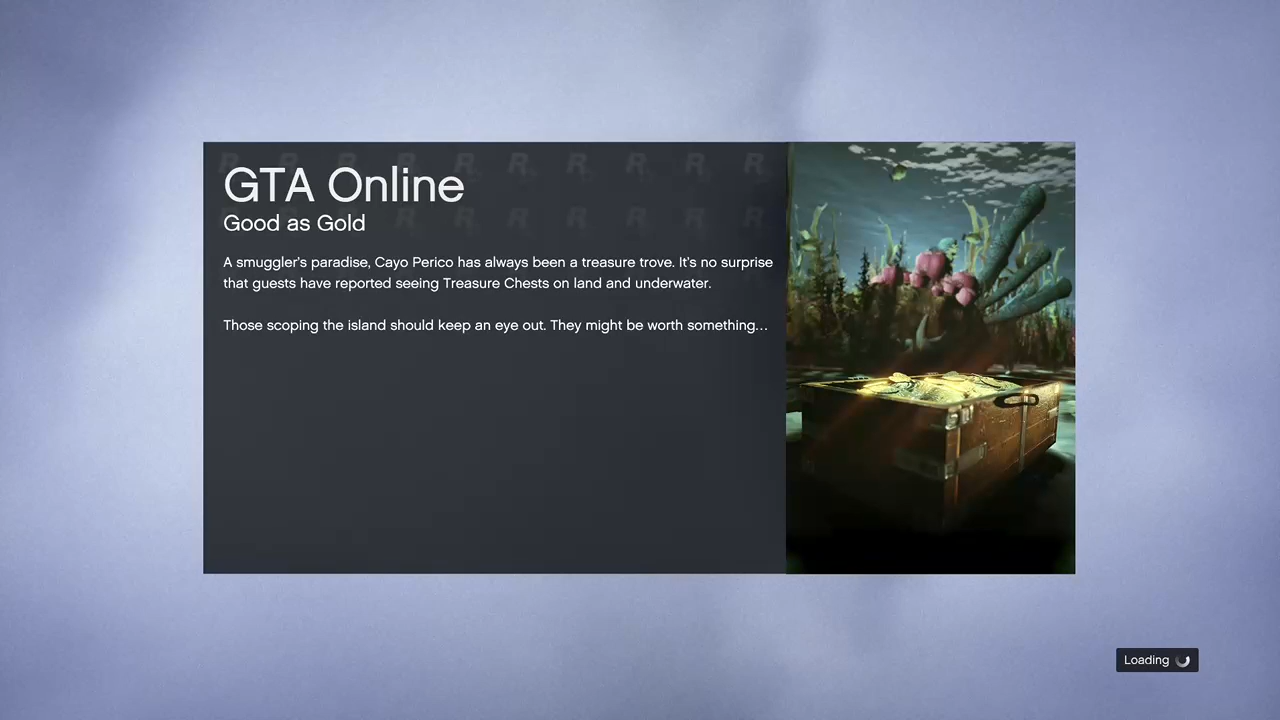 GTA Online
Good as Gold
A smuggler's paradise, Cayo Perico has always been a treasure trove. It's no surprise
that guests have reported seeing Treasure Chests on land and underwater.
Those scoping the island should keep an eye out. They might be worth something...
Loading